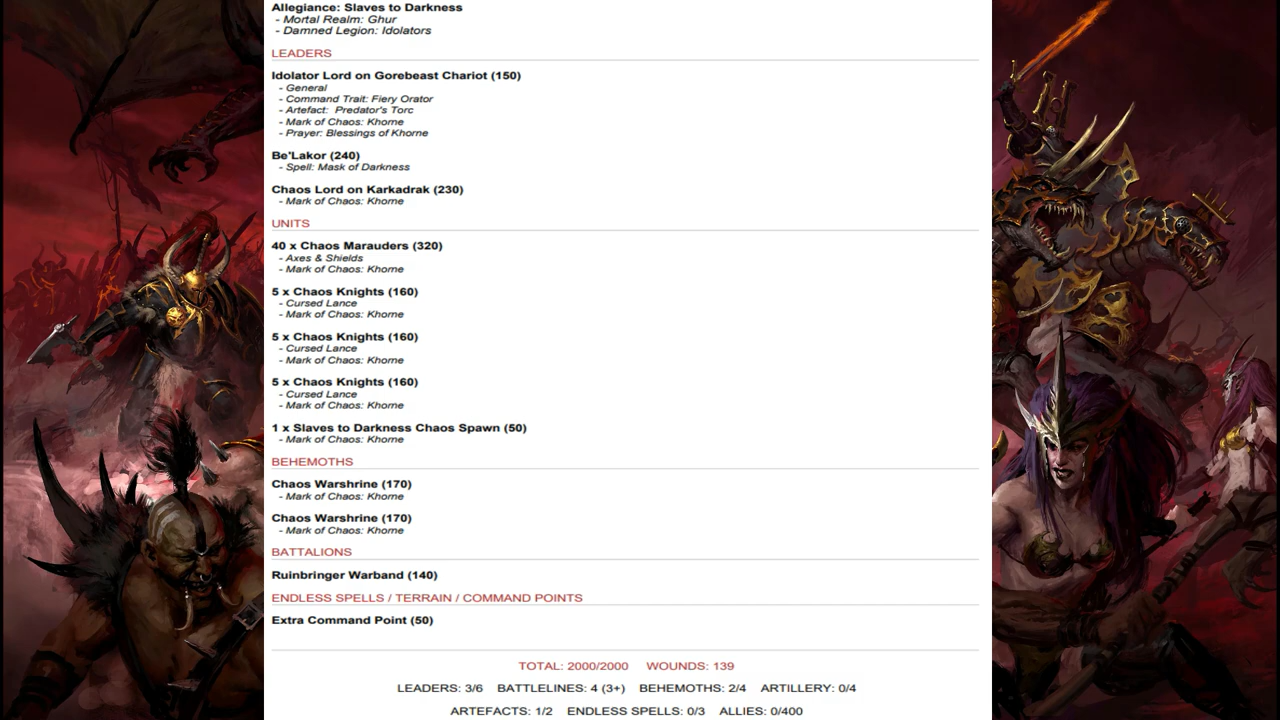 Allegiance: Slaves to Darkness
- Mortal Realm: Ghur
- Damned Legion: Idolators
LEADERS
Idolator Lord on Gorebeast Chariot (150)
- General
- Command Trait: Fiery Orator
- Artefact: Predator's Torc
- Mark of Chaos: Khorne
- Prayer: Blessings of Khorne
Be'Lakor (240)
- Spell: Mask of Darkness
Chaos Lord on Karkadrak (230)
- Mark of Chaos: Khorne
UNITS
40 x Chaos Marauders (320)
- Axes & Shields
- Mark of Chaos: Khorne
5 x Chaos Knights (160)
- Cursed Lance
- Mark of Chaos: Khorne
5 x Chaos Knights (160)
- Cursed Lance
- Mark of Chaos: Khorne
5 x Chaos Knights (160)
- Cursed Lance
- Mark of Chaos: Khorne
1 x Slaves to Darkness Chaos Spawn (50)
- Mark of Chaos: Khorne
BEHEMOTHS
Chaos Warshrine (170)
- Mark of Chaos: Khorne
Chaos Warshrine (170)
- Mark of Chaos: Khorne
BATTALIONS
Ruinbringer Warband (140)
ENDLESS SPELLS / TERRAIN / COMMAND POINTS
Extra Command Point (50)
TOTAL: 2000/2000 WOUNDS: 139
LEADERS: 3/6 BATTLELINES: 4 (3+) BEHEMOTHS: 2/4 ARTILLERY: 0/4
ARTEFACTS: 1/2 ENDLESS SPELLS: 0/3 ALLIES: 0/400